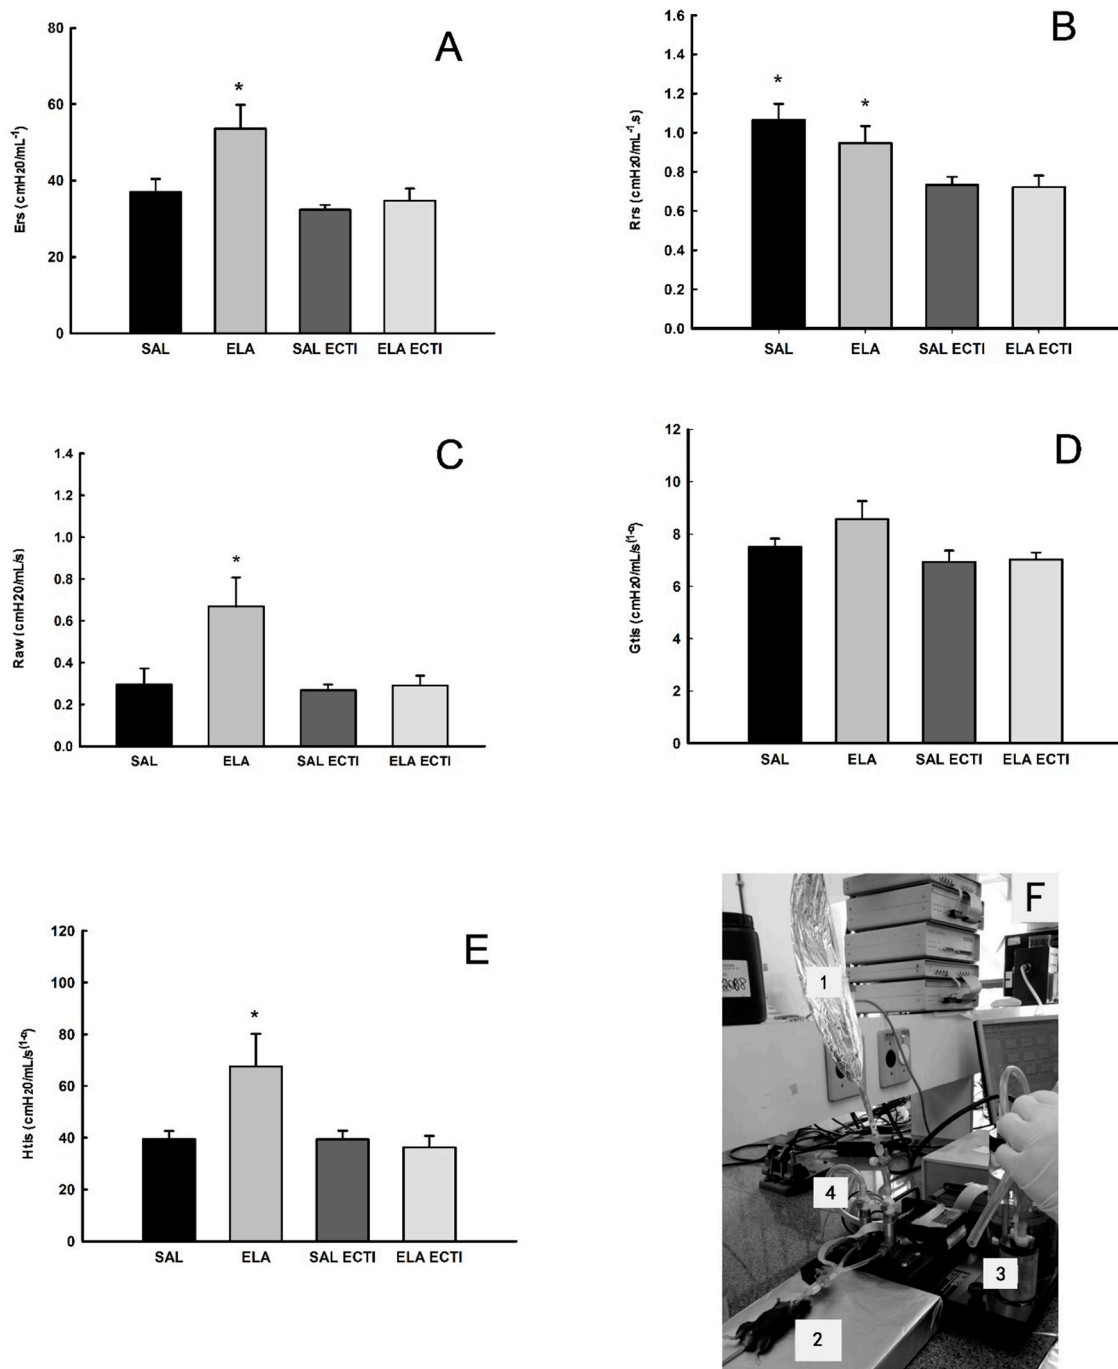 A
80
60
40
20
0
Ers (cmH20/mL-1)
*
SAL ELA SAL ECTI ELA ECTI
B
1.6
1.4
1.2
1.0
0.8
0.6
0.4
0.2
0.0
Rrs (cmH20/mL-1.s)
* *
SAL ELA SAL ECTI ELA ECTI
C
1.4
1.2
1.0
0.8
0.6
0.4
0.2
0.0
Raw (cmH20/mL/s)
*
SAL ELA SAL ECTI ELA ECTI
D
12
10
8
6
4
2
0
Gtis (cmH20/mL/s(1-α)
SAL ELA SAL ECTI ELA ECTI
E
120
100
80
60
40
20
0
Htis (cmH20/mL/s(1-α)
*
SAL ELA SAL ECTI ELA ECTI
F
1
2088
4
3
2